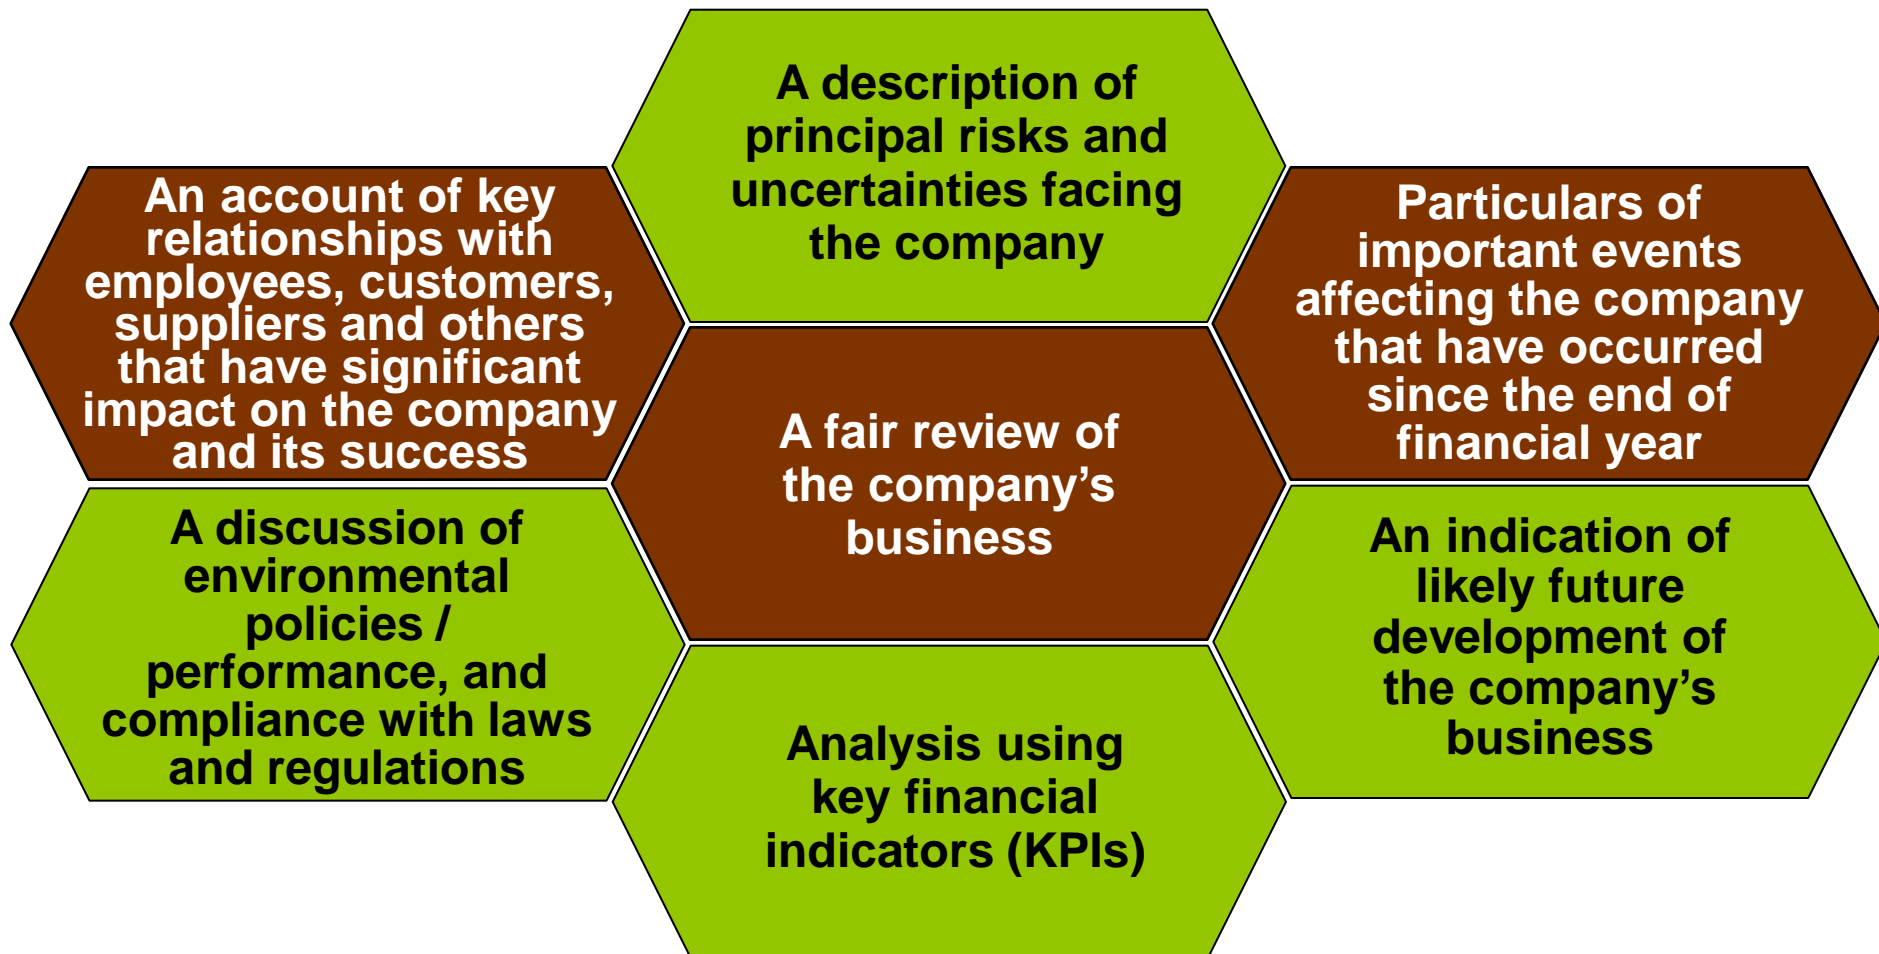 A description of
principal risks and
uncertainties facing
the company
An account of key
relationships with
employees, customers,
suppliers and others
that have significant
impact on the company
and its success
Particulars of
important events
affecting the company
that have occurred
since the end of
financial year
A fair review of
the company’s
business
A discussion of
environmental
policies /
performance, and
compliance with laws
and regulations
An indication of
likely future
development of
the company’s
business
Analysis using
key financial
indicators (KPIs)